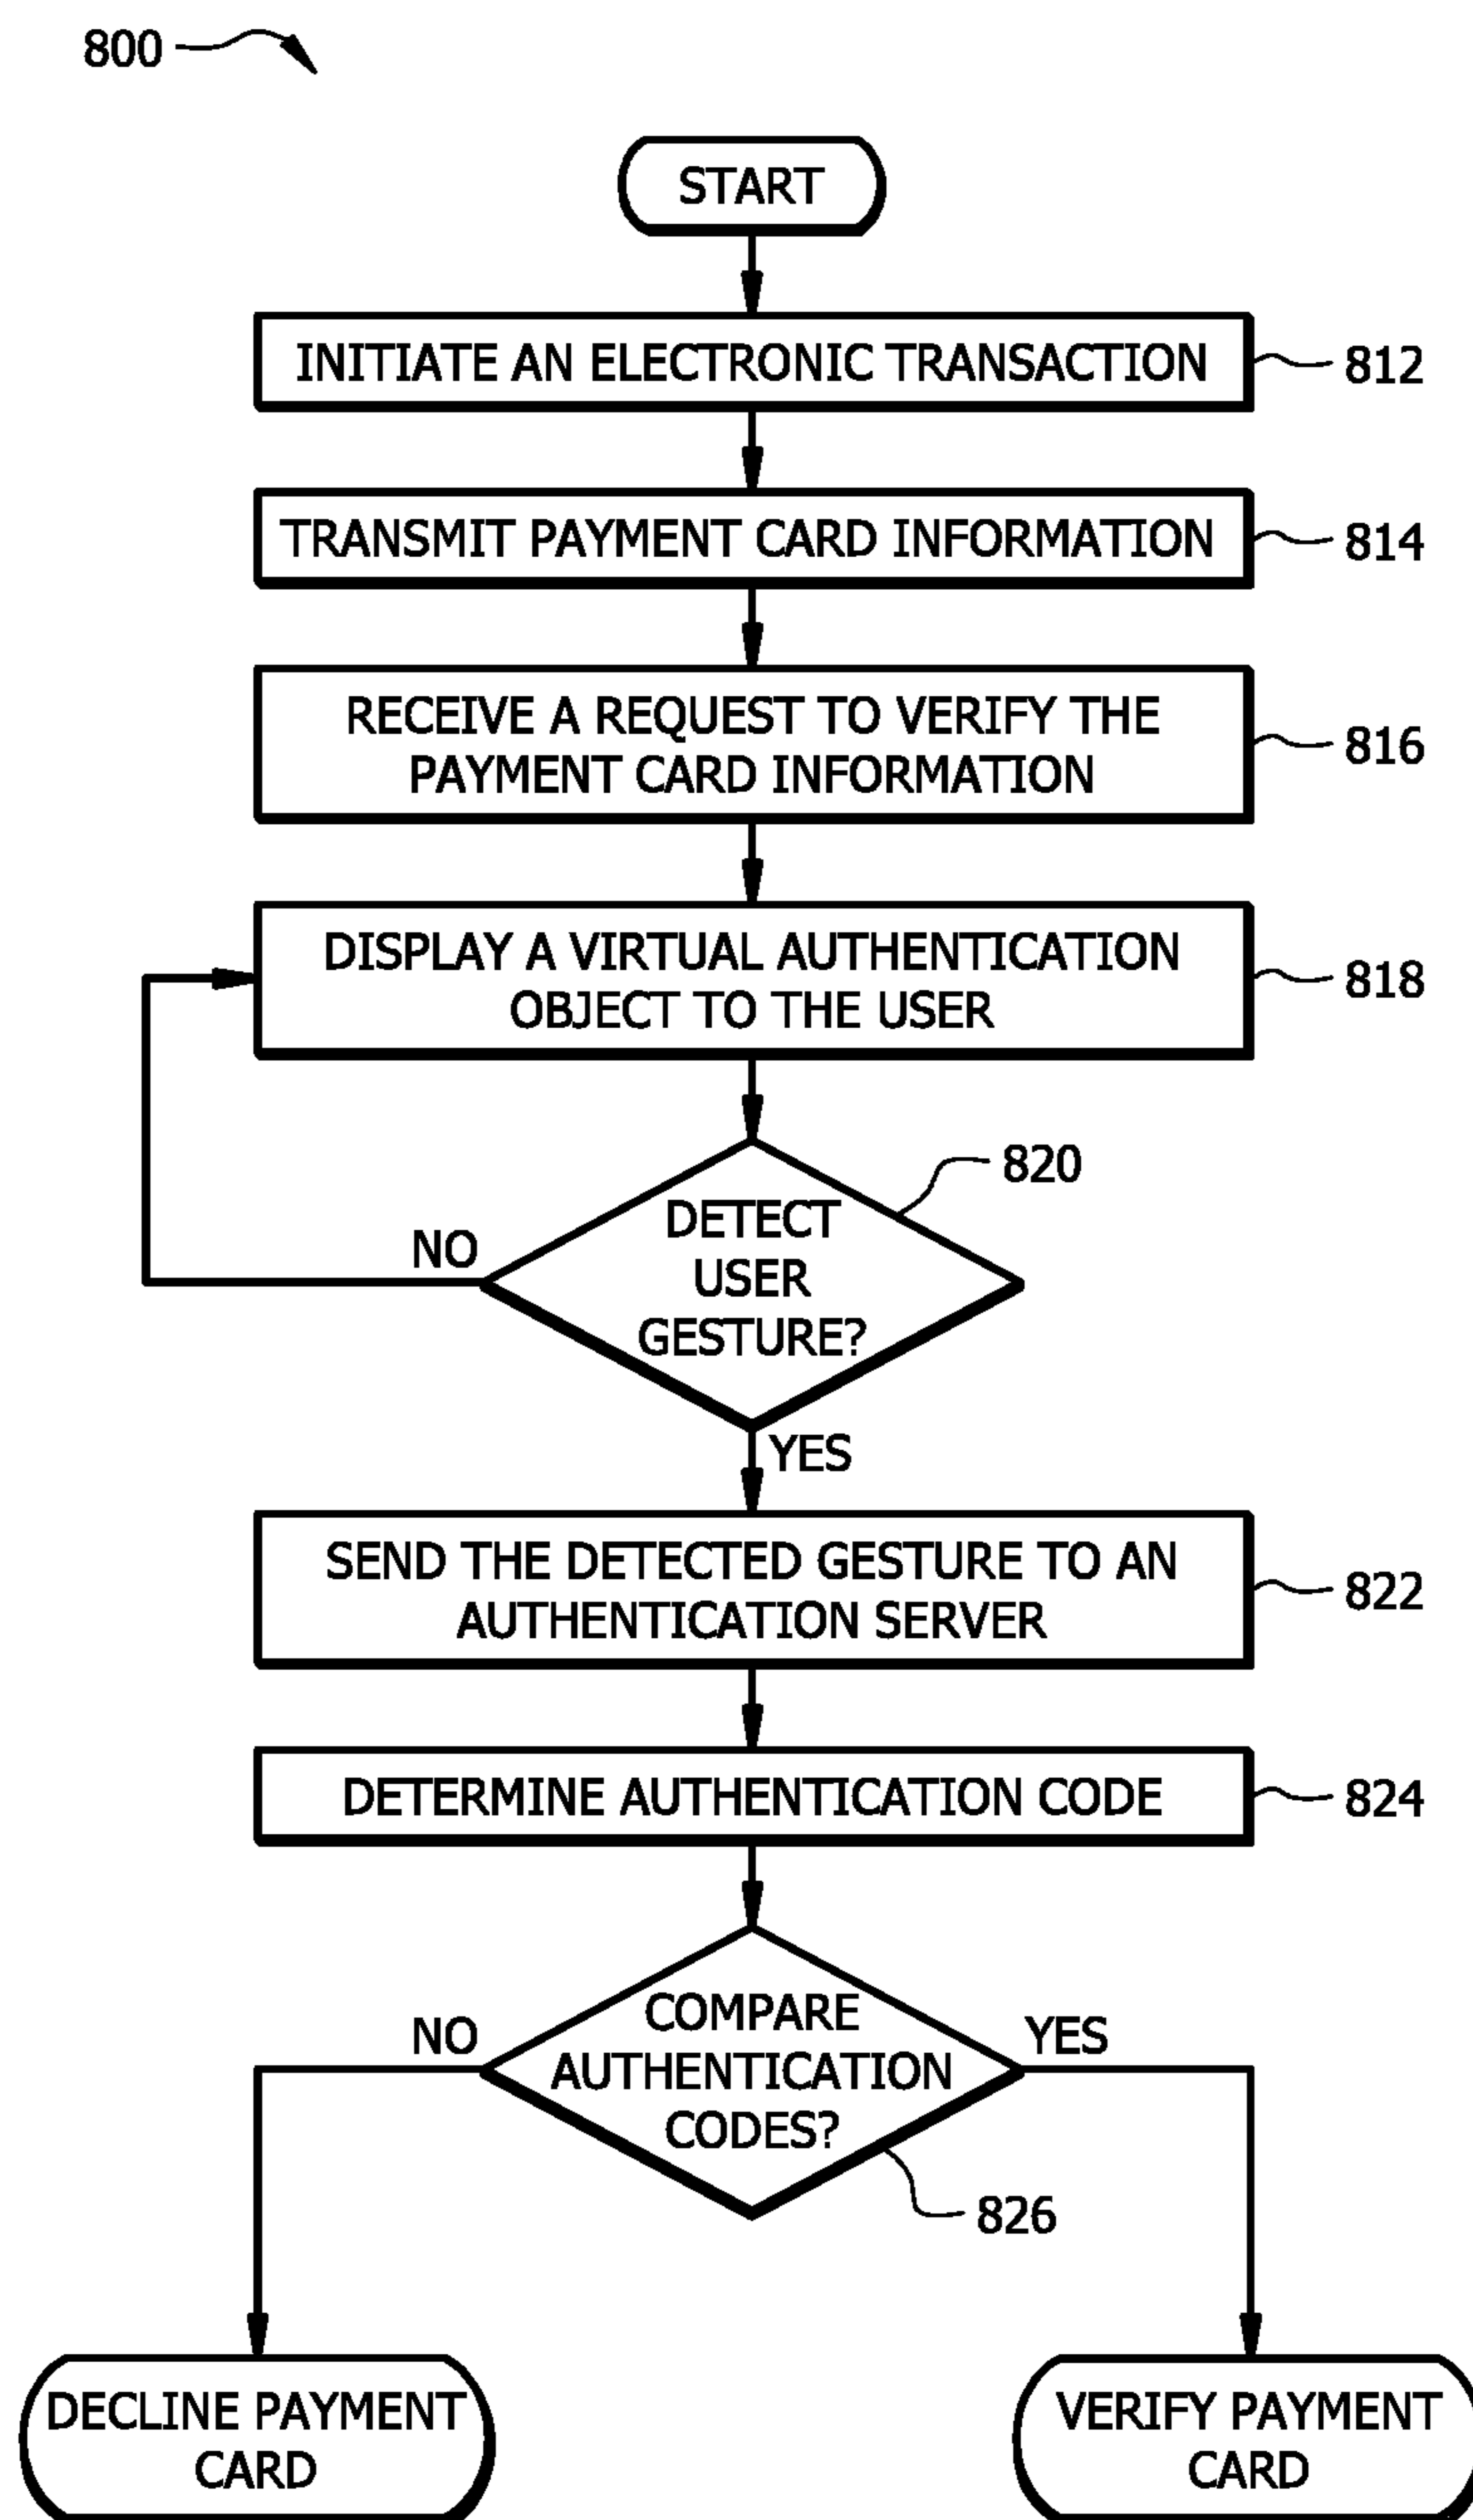 800
START
INITIATE AN ELECTRONIC TRANSACTION
812
TRANSMIT PAYMENT CARD INFORMATION
814
RECEIVE A REQUEST TO VERIFY THE
PAYMENT CARD INFORMATION
816
DISPLAY A VIRTUAL AUTHENTICATION
OBJECT TO THE USER
818
820
DETECT
USER
GESTURE?
NO
YES
SEND THE DETECTED GESTURE TO AN
AUTHENTICATION SERVER
822
DETERMINE AUTHENTICATION CODE
824
COMPARE
AUTHENTICATION
CODES?
NO
YES
826
DECLINE PAYMENT
CARD
VERIFY PAYMENT
CARD